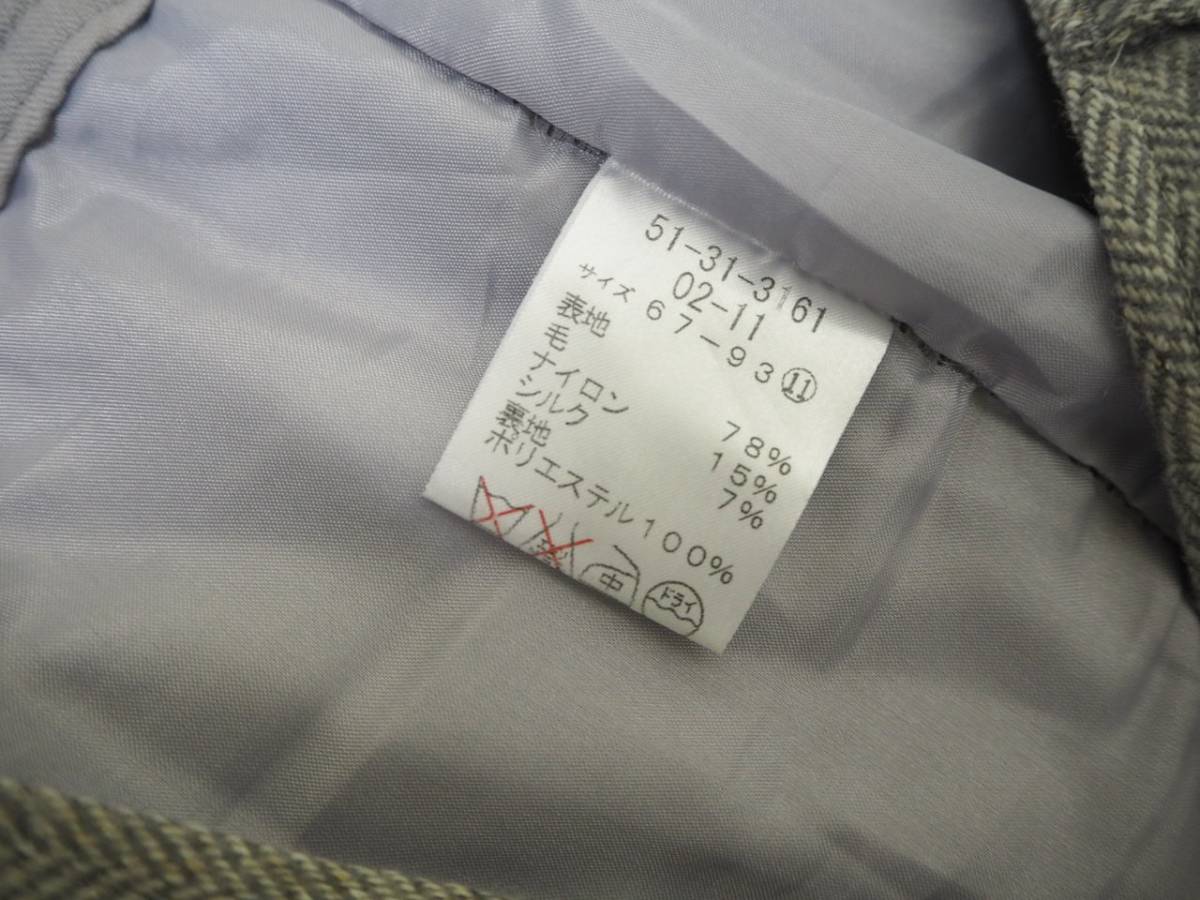 51-31-3161
02-11
サイズ 67-93⑪
表地
毛 78%
ナイロン 15%
シルク 7%
裏地
ポリエステル100%
中 ドライ